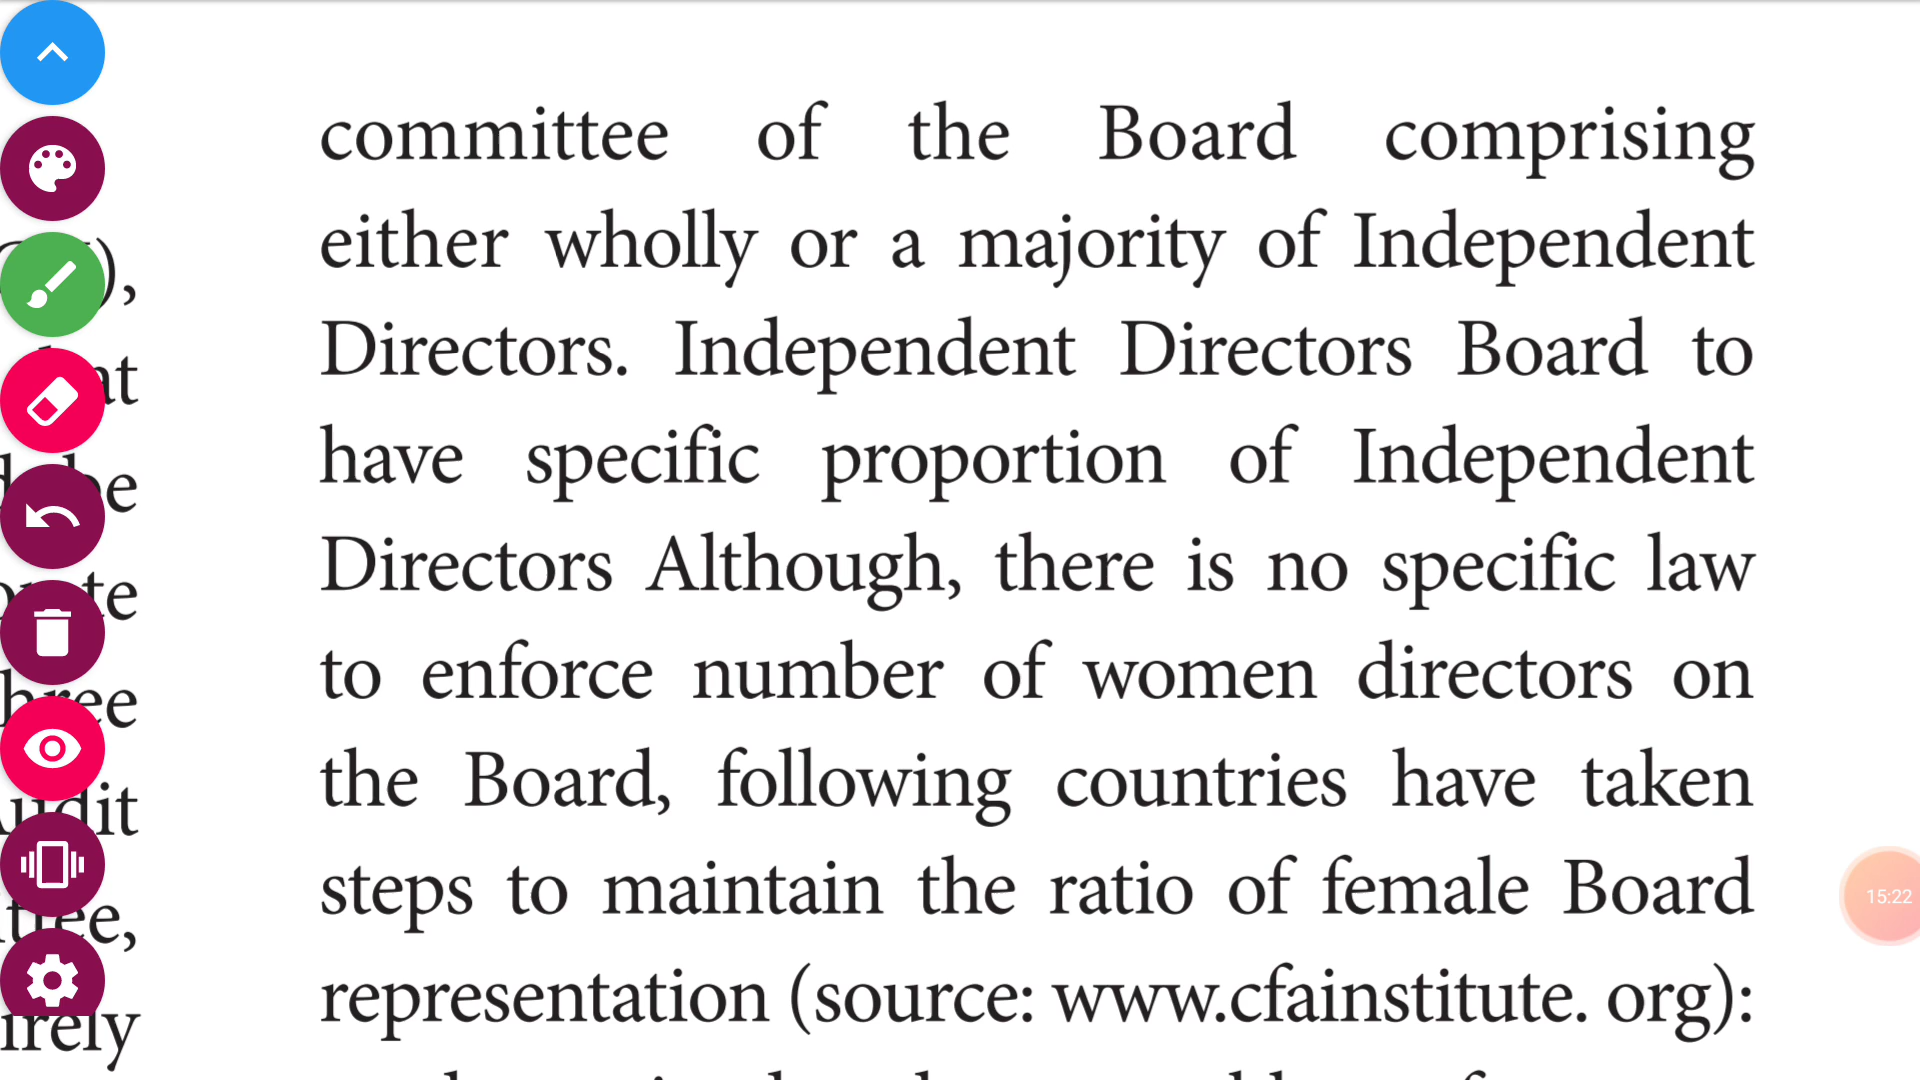 committee of the Board comprising
either wholly or a majority of Independent
Directors. Independent Directors Board to
have specific proportion of Independent
Directors Although, there is no specific law
to enforce number of women directors on
the Board, following countries have taken
steps to maintain the ratio of female Board
representation (source: www.cfainstitute. org):
15:22